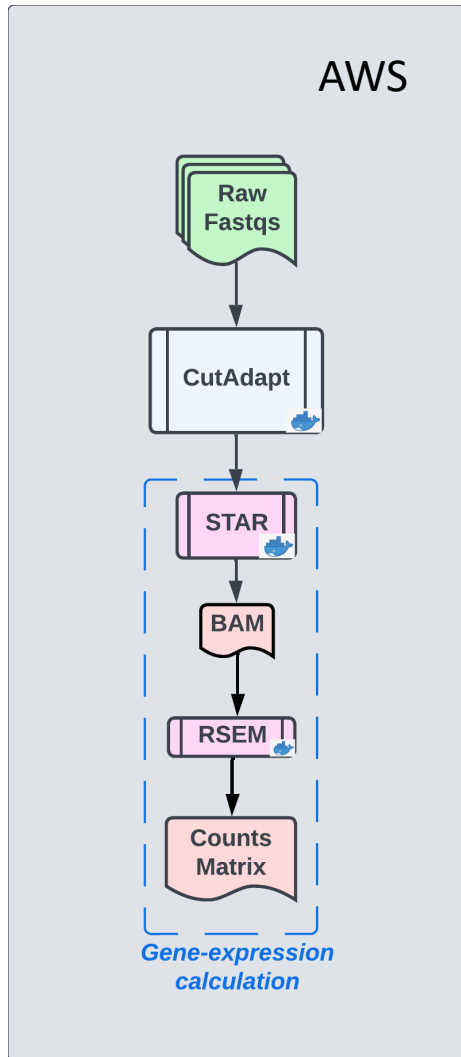 AWS
Raw
Fastqs
CutAdapt
STAR
BAM
RSEM
Counts
Matrix
Gene-expression
calculation